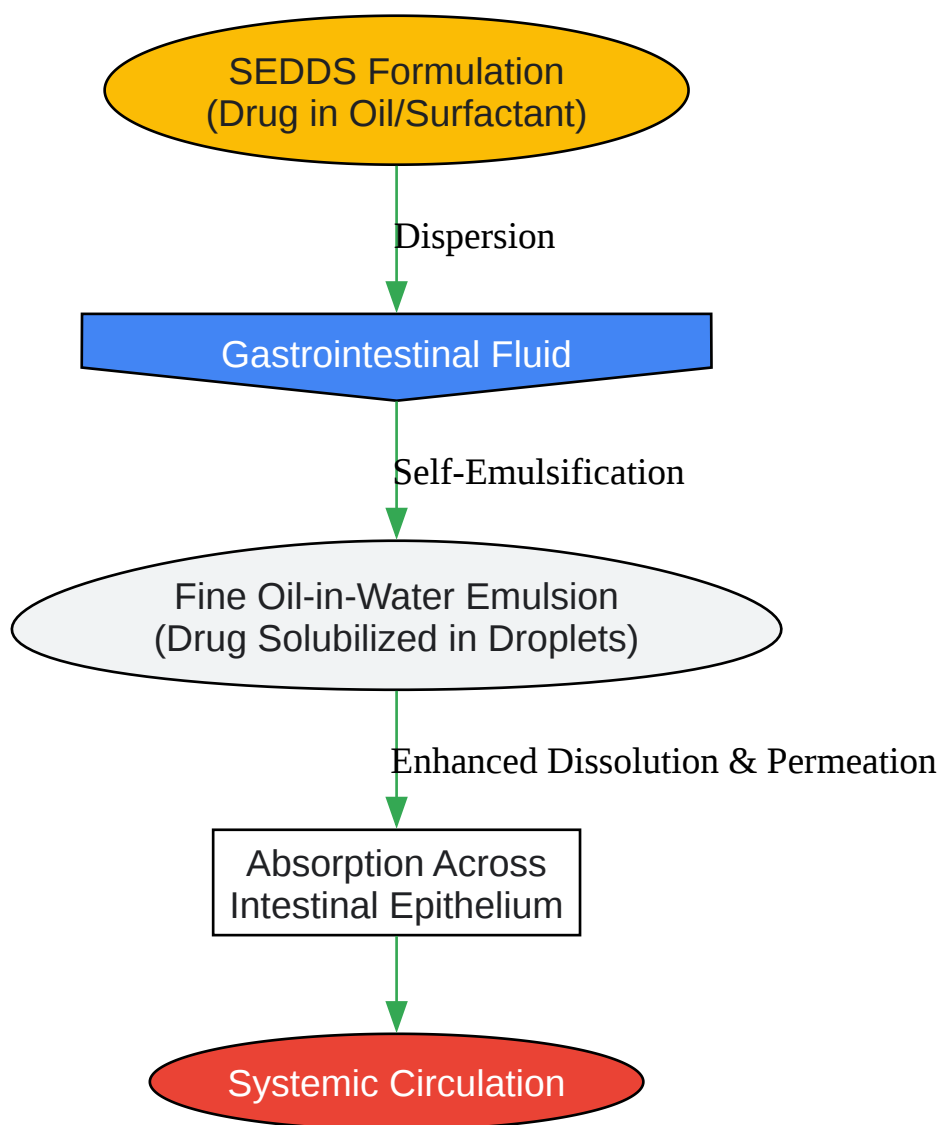 SEDDS Formulation
(Drug in Oil/Surfactant)
Dispersion
Gastrointestinal Fluid
Self-Emulsification
Fine Oil-in-Water Emulsion
(Drug Solubilized in Droplets)
Enhanced Dissolution & Permeation
Absorption Across
Intestinal Epithelium
Systemic Circulation